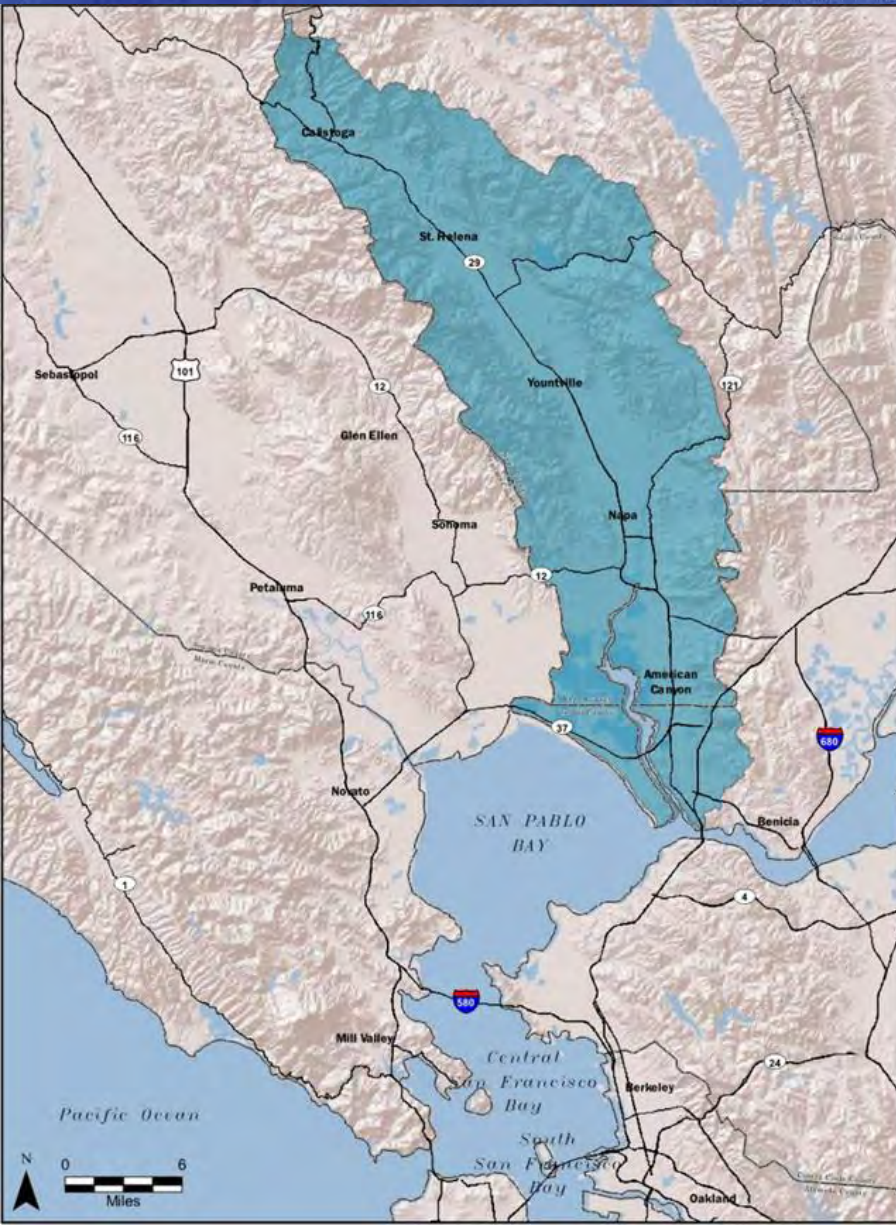 Calistoga
St. Helena
29
Sebastopol
101
12
Yountville
121
116
Glen Ellen
Napa
Sonoma
12
Petaluma
116
American
Canyon
37
680
Novato
SAN PABLO
BAY
Benicia
1
4
580
Mill Valley
Central
San Francisco
Bay
24
Berkeley
Pacific Ocean
South
San Francisco
Bay
N
0 6
Miles
Oakland